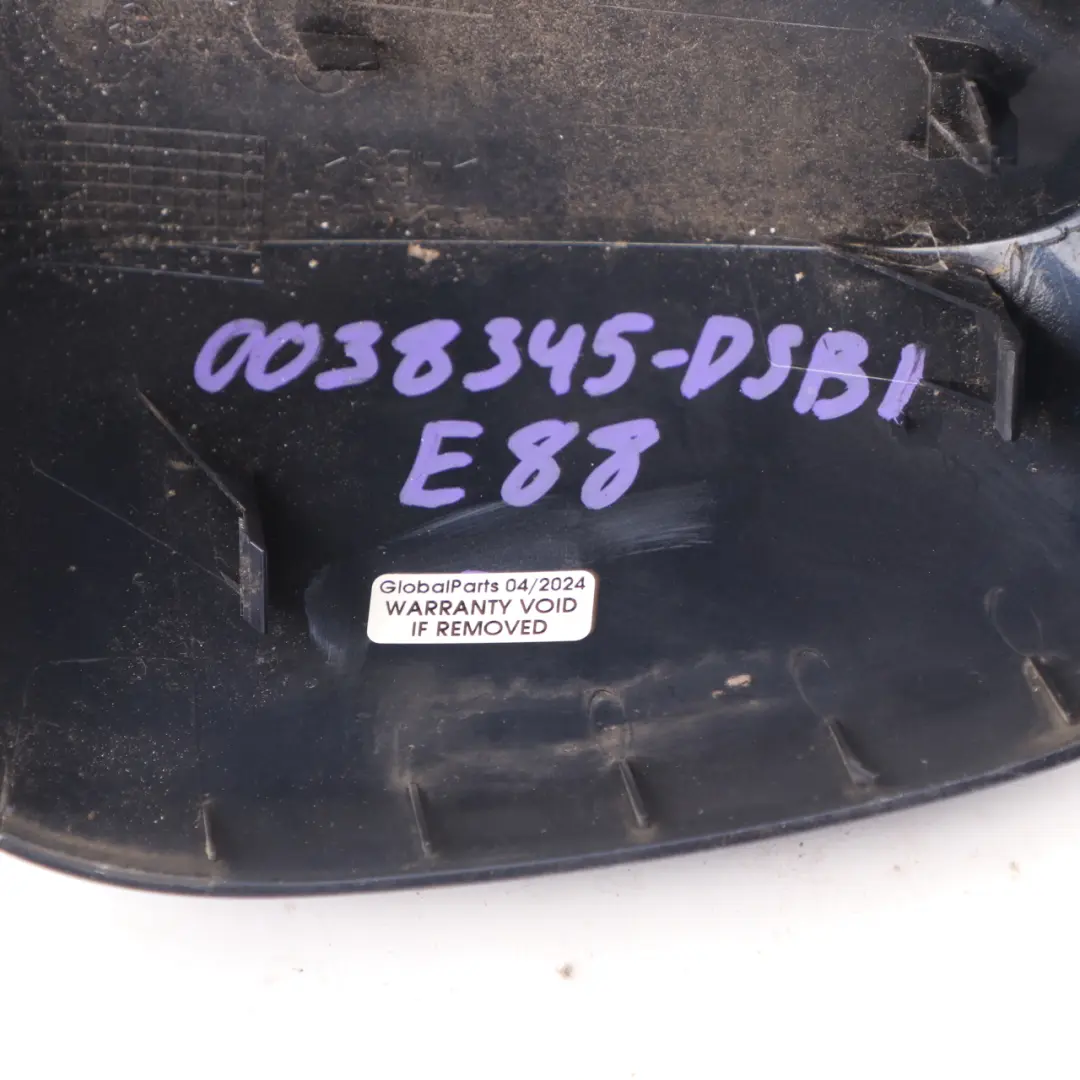 0038345-DSB1
E88
GlobalParts 04/2024
WARRANTY VOID
IF REMOVED